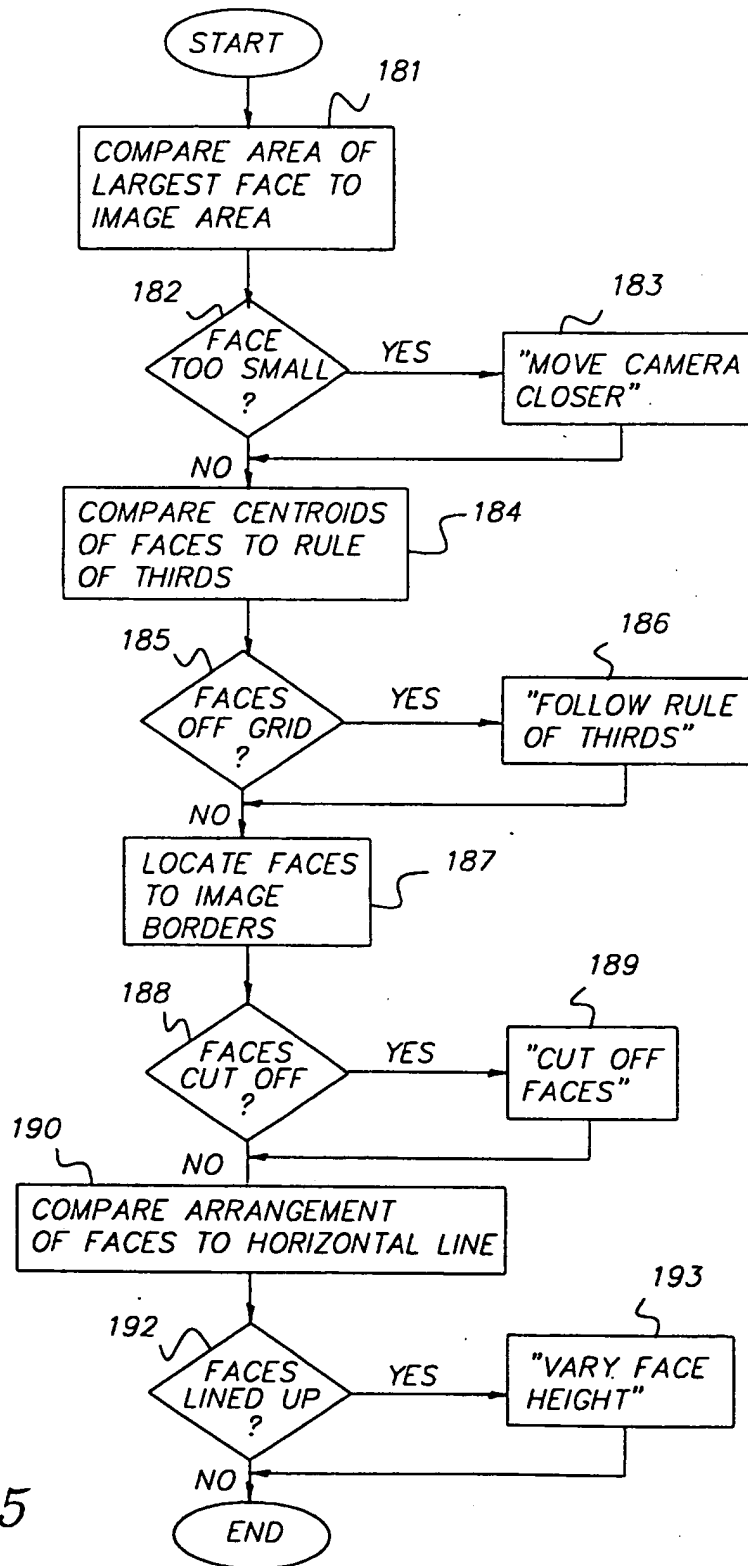 START
181
COMPARE AREA OF
LARGEST FACE TO
IMAGE AREA
182
FACE
TOO SMALL
?
YES
183
"MOVE CAMERA
CLOSER"
NO
COMPARE CENTROIDS
OF FACES TO RULE
OF THIRDS
184
185
FACES
OFF GRID
?
YES
186
"FOLLOW RULE
OF THIRDS"
NO
LOCATE FACES
TO IMAGE
BORDERS
187
188
FACES
CUT OFF
?
YES
189
"CUT OFF
FACES"
190
NO
COMPARE ARRANGEMENT
OF FACES TO HORIZONTAL LINE
192
FACES
LINED UP
?
YES
193
"VARY FACE
HEIGHT"
NO
END
5